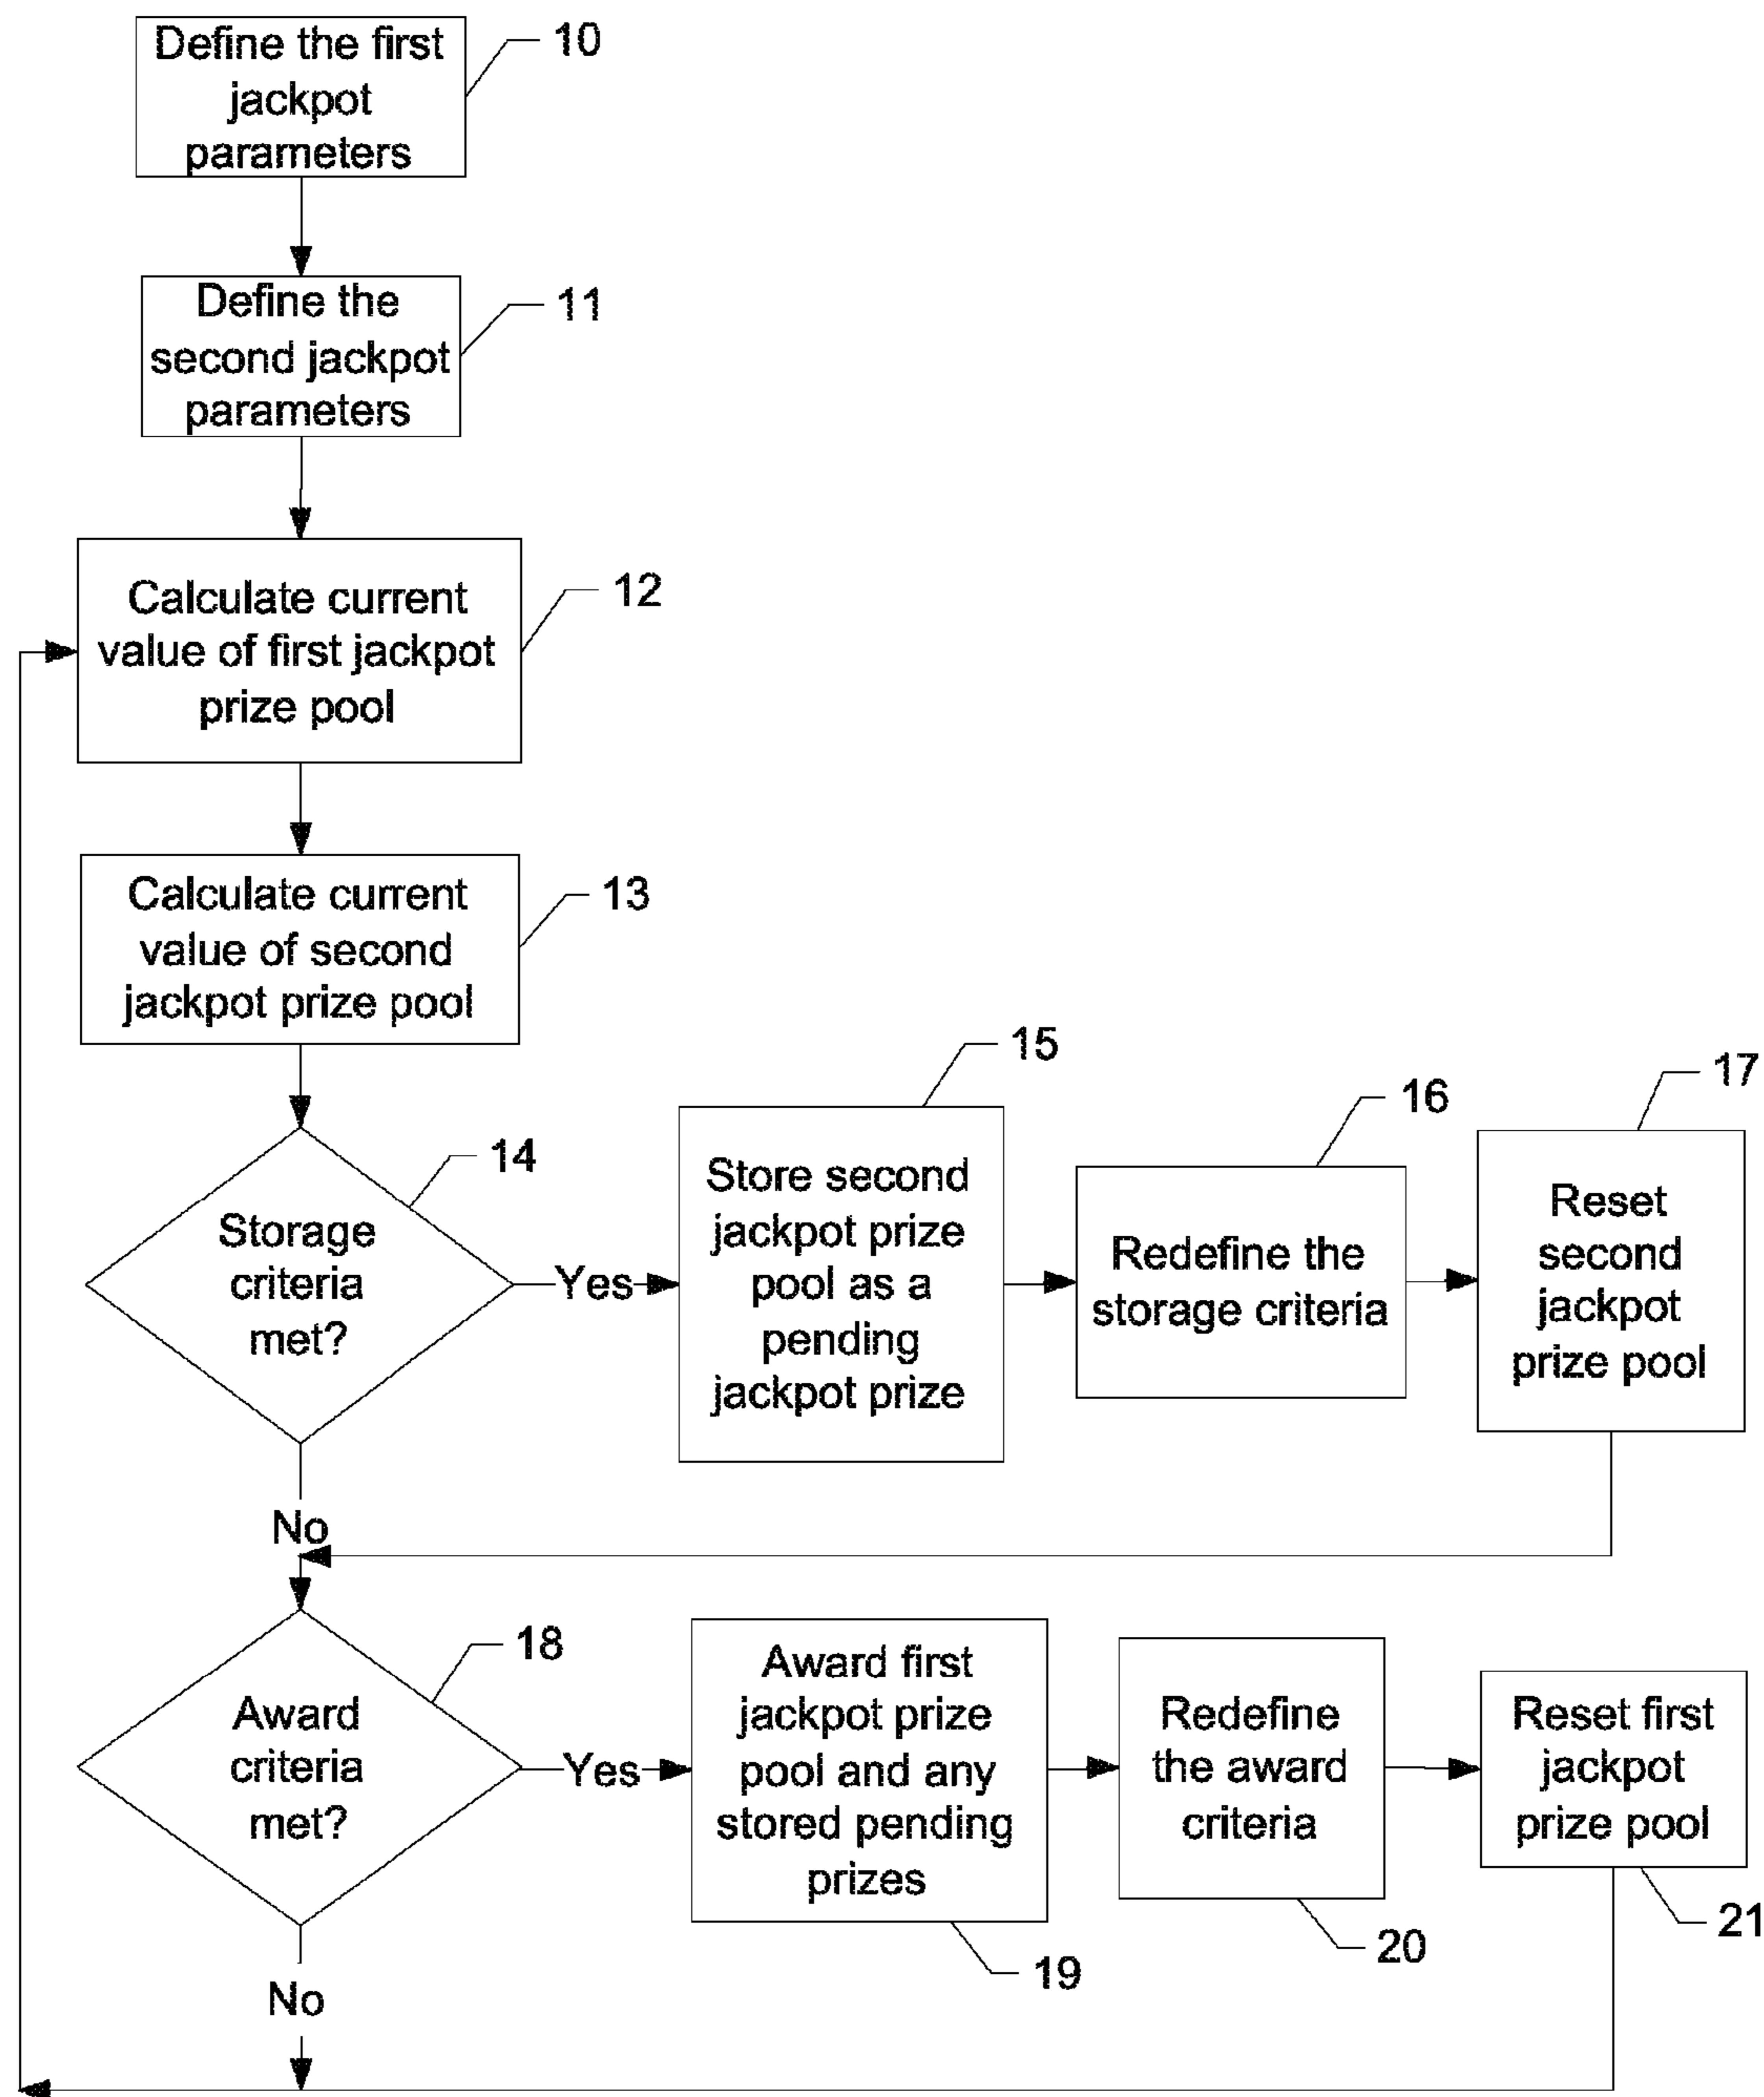 Define the first
jackpot
parameters
10
Define the
second jackpot
parameters
11
Calculate current
value of first jackpot
prize pool
12
Calculate current
value of second
jackpot prize pool
13
Storage
criteria
met?
14
Yes
Store second
jackpot prize
pool as a
pending
jackpot prize
15
Redefine the
storage criteria
16
Reset
second
jackpot
prize pool
17
No
Award
criteria
met?
18
Yes
Award first
jackpot prize
pool and any
stored pending
prizes
19
Redefine
the award
criteria
20
Reset first
jackpot
prize pool
21
No